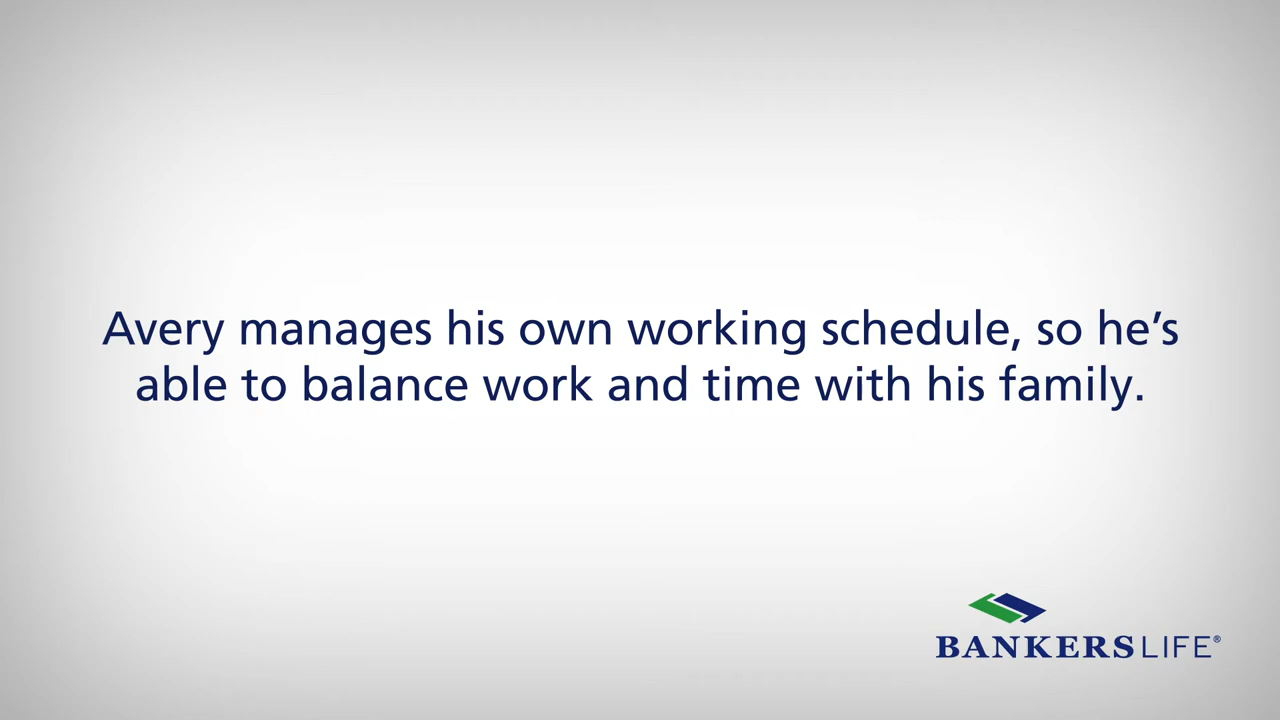 Avery manages his own working schedule, so he’s
able to balance work and time with his family.
BANKERS LIFE®